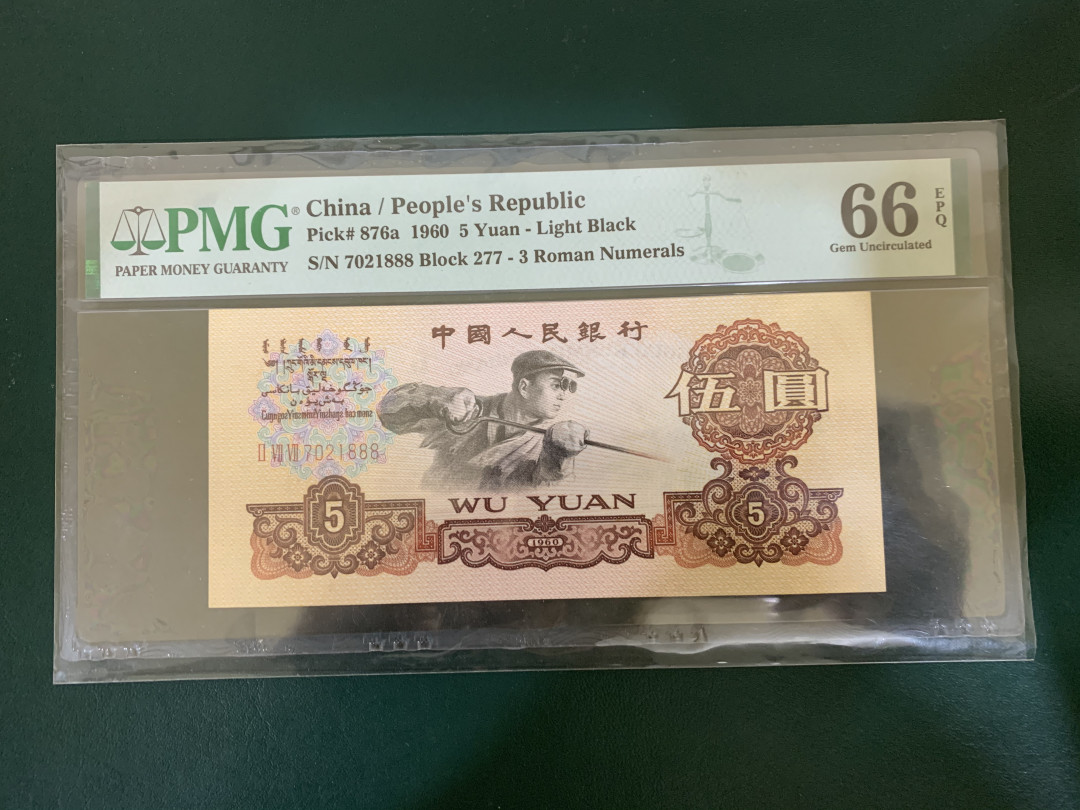 PMG®
PAPER MONEY GUARANTY
China / People's Republic
Pick# 876a 1960 5 Yuan - Light Black
S/N 7021888 Block 277 - 3 Roman Numerals
66
EPQ
Gem Uncirculated
中國人民銀行
伍圓
II VII VII 7021888
WU YUAN
5
1960
5